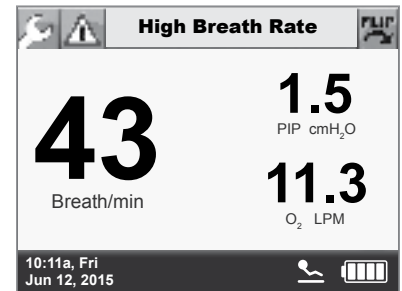 High Breath Rate
FLIP
43
Breath/min
1.5
PIP cmH₂O
11.3
O₂ LPM
10:11a, Fri
Jun 12, 2015